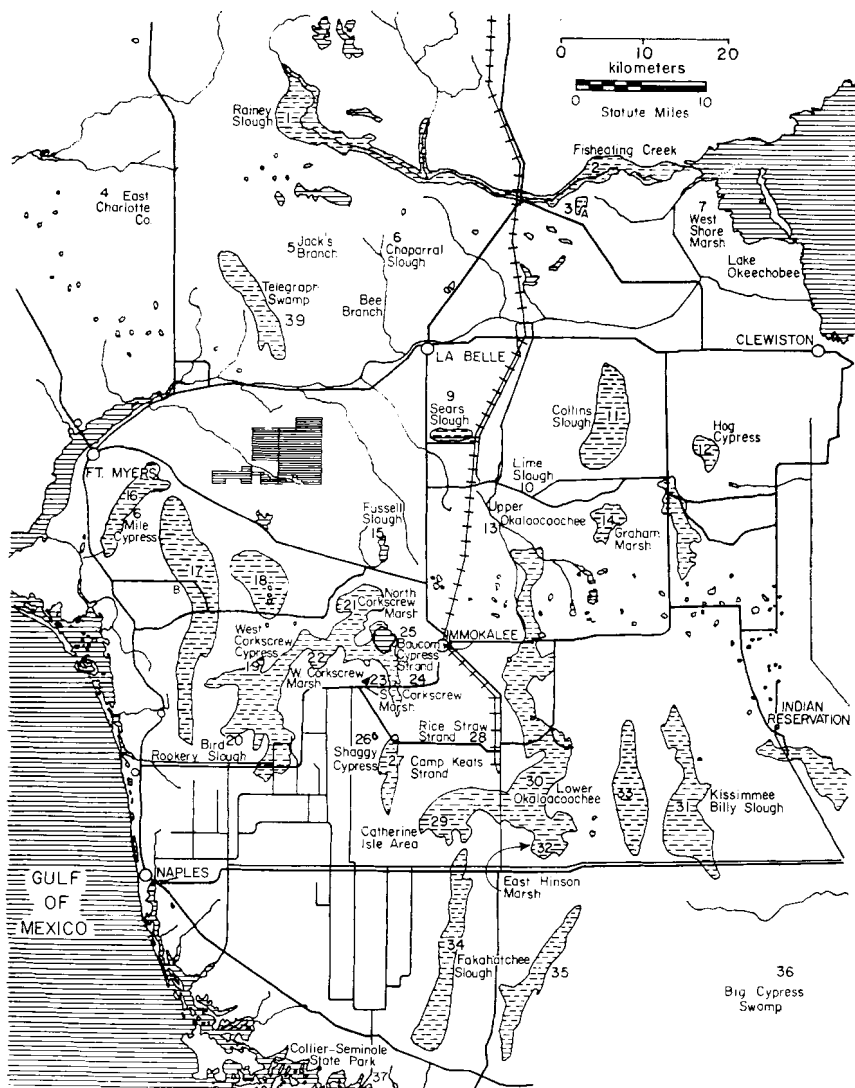 0 10 20
kilometers
0 10
Statute Miles
Rainey
Slough
1
Fisheating Creek
2
4 East
Charlotte
Co.
3
A
7
West
Shore
Marsh
Lake
Okeechobee
5 Jack's
Branch
6
Chaparral
Slough
Telegraph
Swamp
39
Bee
Branch
LA BELLE
CLEWISTON
9
Sears
Slough
Collins
Slough
11
Hog
Cypress
12
FT. MYERS
Lime
Slough
10
16
6
Mile
Cypress
Fussell
Slough
15
Upper
13 Okaloacoochee
14
Graham
Marsh
17
B
18
North
Corkscrew
Marsh
21
West
Corkscrew
Cypress
19
22
W. Corkscrew
Marsh
25
Baucom
Cypress
Strand
IMMOKALEE
23 24
S. Corkscrew
Marsh
INDIAN
RESERVATION
Rice Straw
Strand 28
Bird 20
Rookery Slough
26
Shaggy
Cypress
27
Camp Keats
Strand
30 Lower
Okaloacoochee
33
31
Kissimmee
Billy Slough
Catherine
Isle Area
29
32
East Hinson
Marsh
NAPLES
GULF
OF
MEXICO
34
Fakahatchee
Slough
35
36
Big Cypress
Swamp
Collier-Seminole
State Park
37